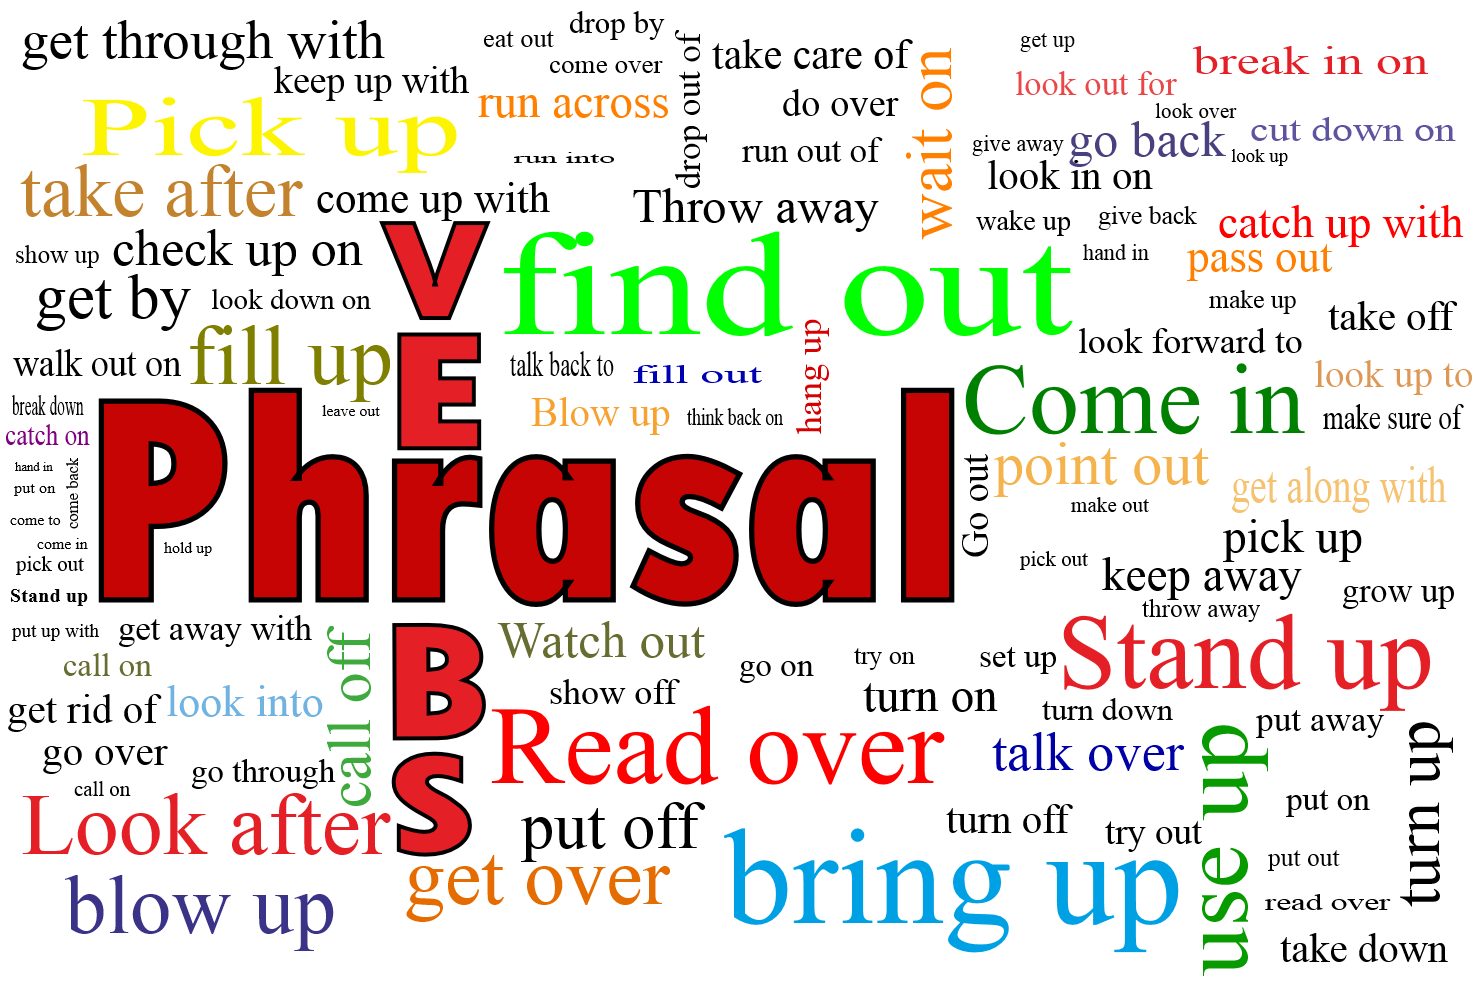 get through with
keep up with
eat out
drop by
come over
drop out of
take care of
get up
look out for
break in on
Pick up
run across
do over
wait on
look over
run into
run out of
give away
go back
cut down on
look up
take after
come up with
Throw away
look in on
wake up
give back
catch up with
show up
check up on
find out
hand in
pass out
get by
look down on
make up
take off
walk out on
fill up
talk back to
fill out
hang up
look forward to
look up to
break down
leave out
Blow up
think back on
Come in
make sure of
catch on
hand in
put on
come back
come to
come in
pick out
Stand up
hold up
Phrasal
VERBS
Go out
point out
get along with
make out
pick up
pick out
keep away
grow up
throw away
put up with
get away with
call off
Watch out
go on
try on
set up
Stand up
call on
show off
turn on
turn down
put away
get rid of
look into
go over
go through
Read over
talk over
use up
turn up
call on
Look after
put off
turn off
try out
put on
put out
blow up
get over
bring up
read over
take down